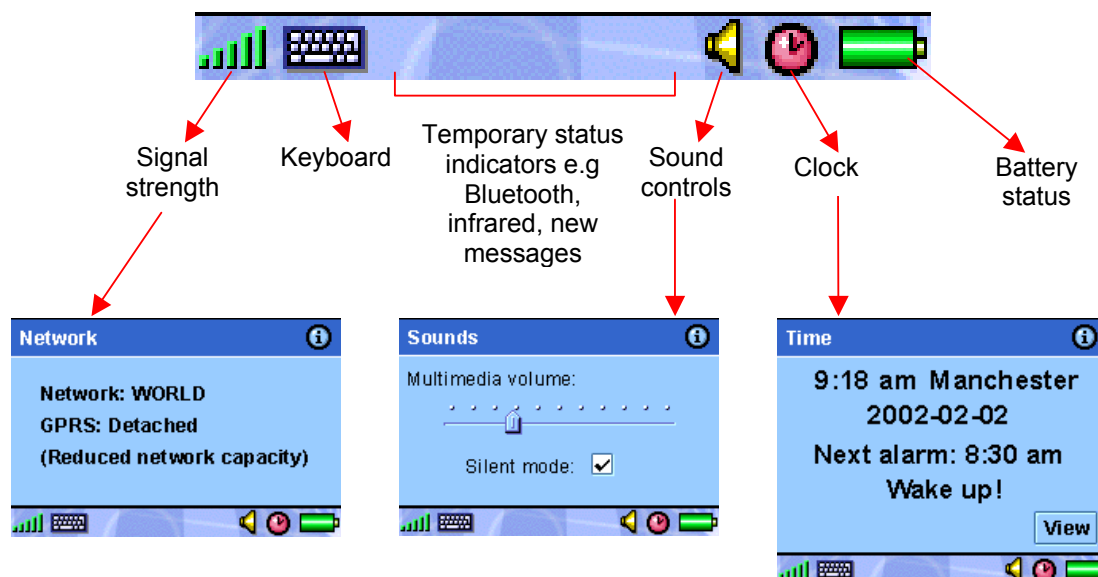 Signal
strength
Keyboard
Temporary status
indicators e.g
Bluetooth,
infrared, new
messages
Sound
controls
Clock
Battery
status
Network
Network: WORLD
GPRS: Detached
(Reduced network capacity)
Sounds
Multimedia volume:
Silent mode:
Time
9:18 am Manchester
2002-02-02
Next alarm: 8:30 am
Wake up!
View